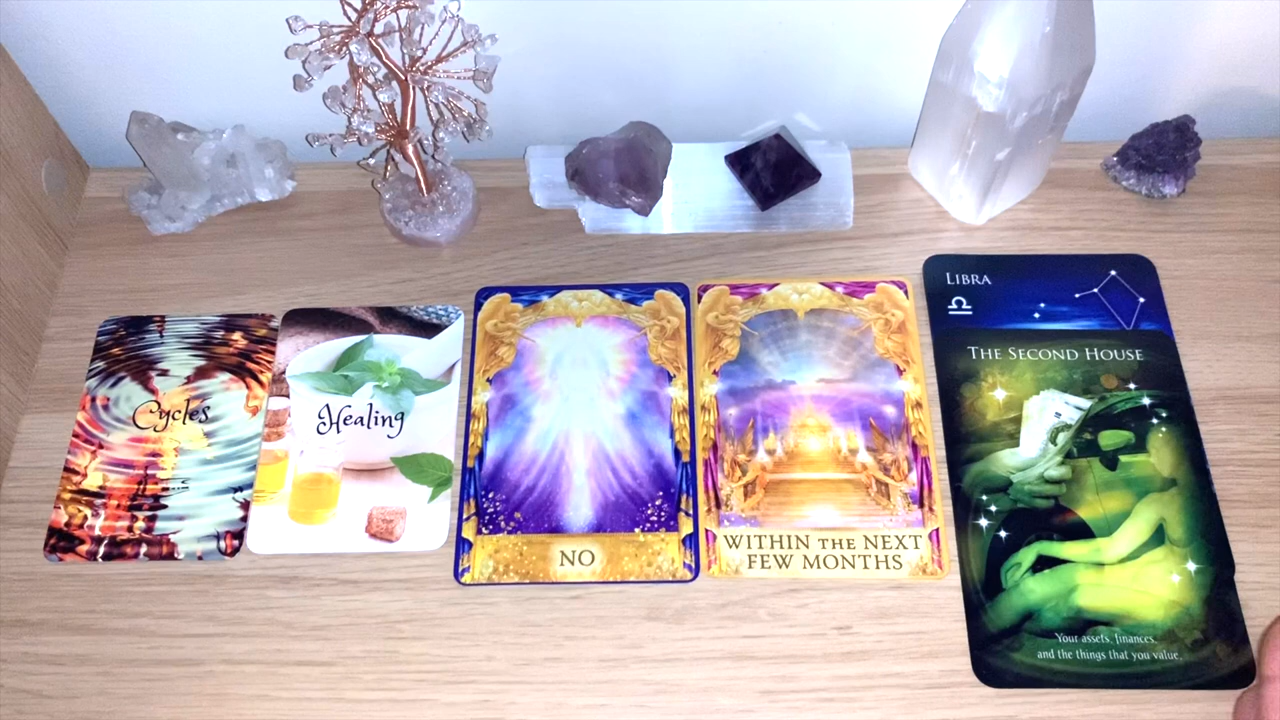 Cycles
Healing
NO
WITHIN THE NEXT
FEW MONTHS
LIBRA
♎
THE SECOND HOUSE
Your assets, finances,
and the things that you value.